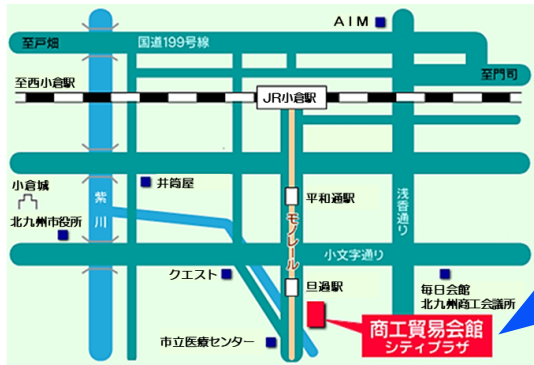 AIM
至戸畑
国道199号線
至門司
至西小倉駅
JR小倉駅
井筒屋
小倉城
北九州市役所
紫川
平和通駅
浅香通り
モノレール
小文字通り
クエスト
旦過駅
毎日会館
北九州商工会議所
商工貿易会館
シティプラザ
市立医療センター